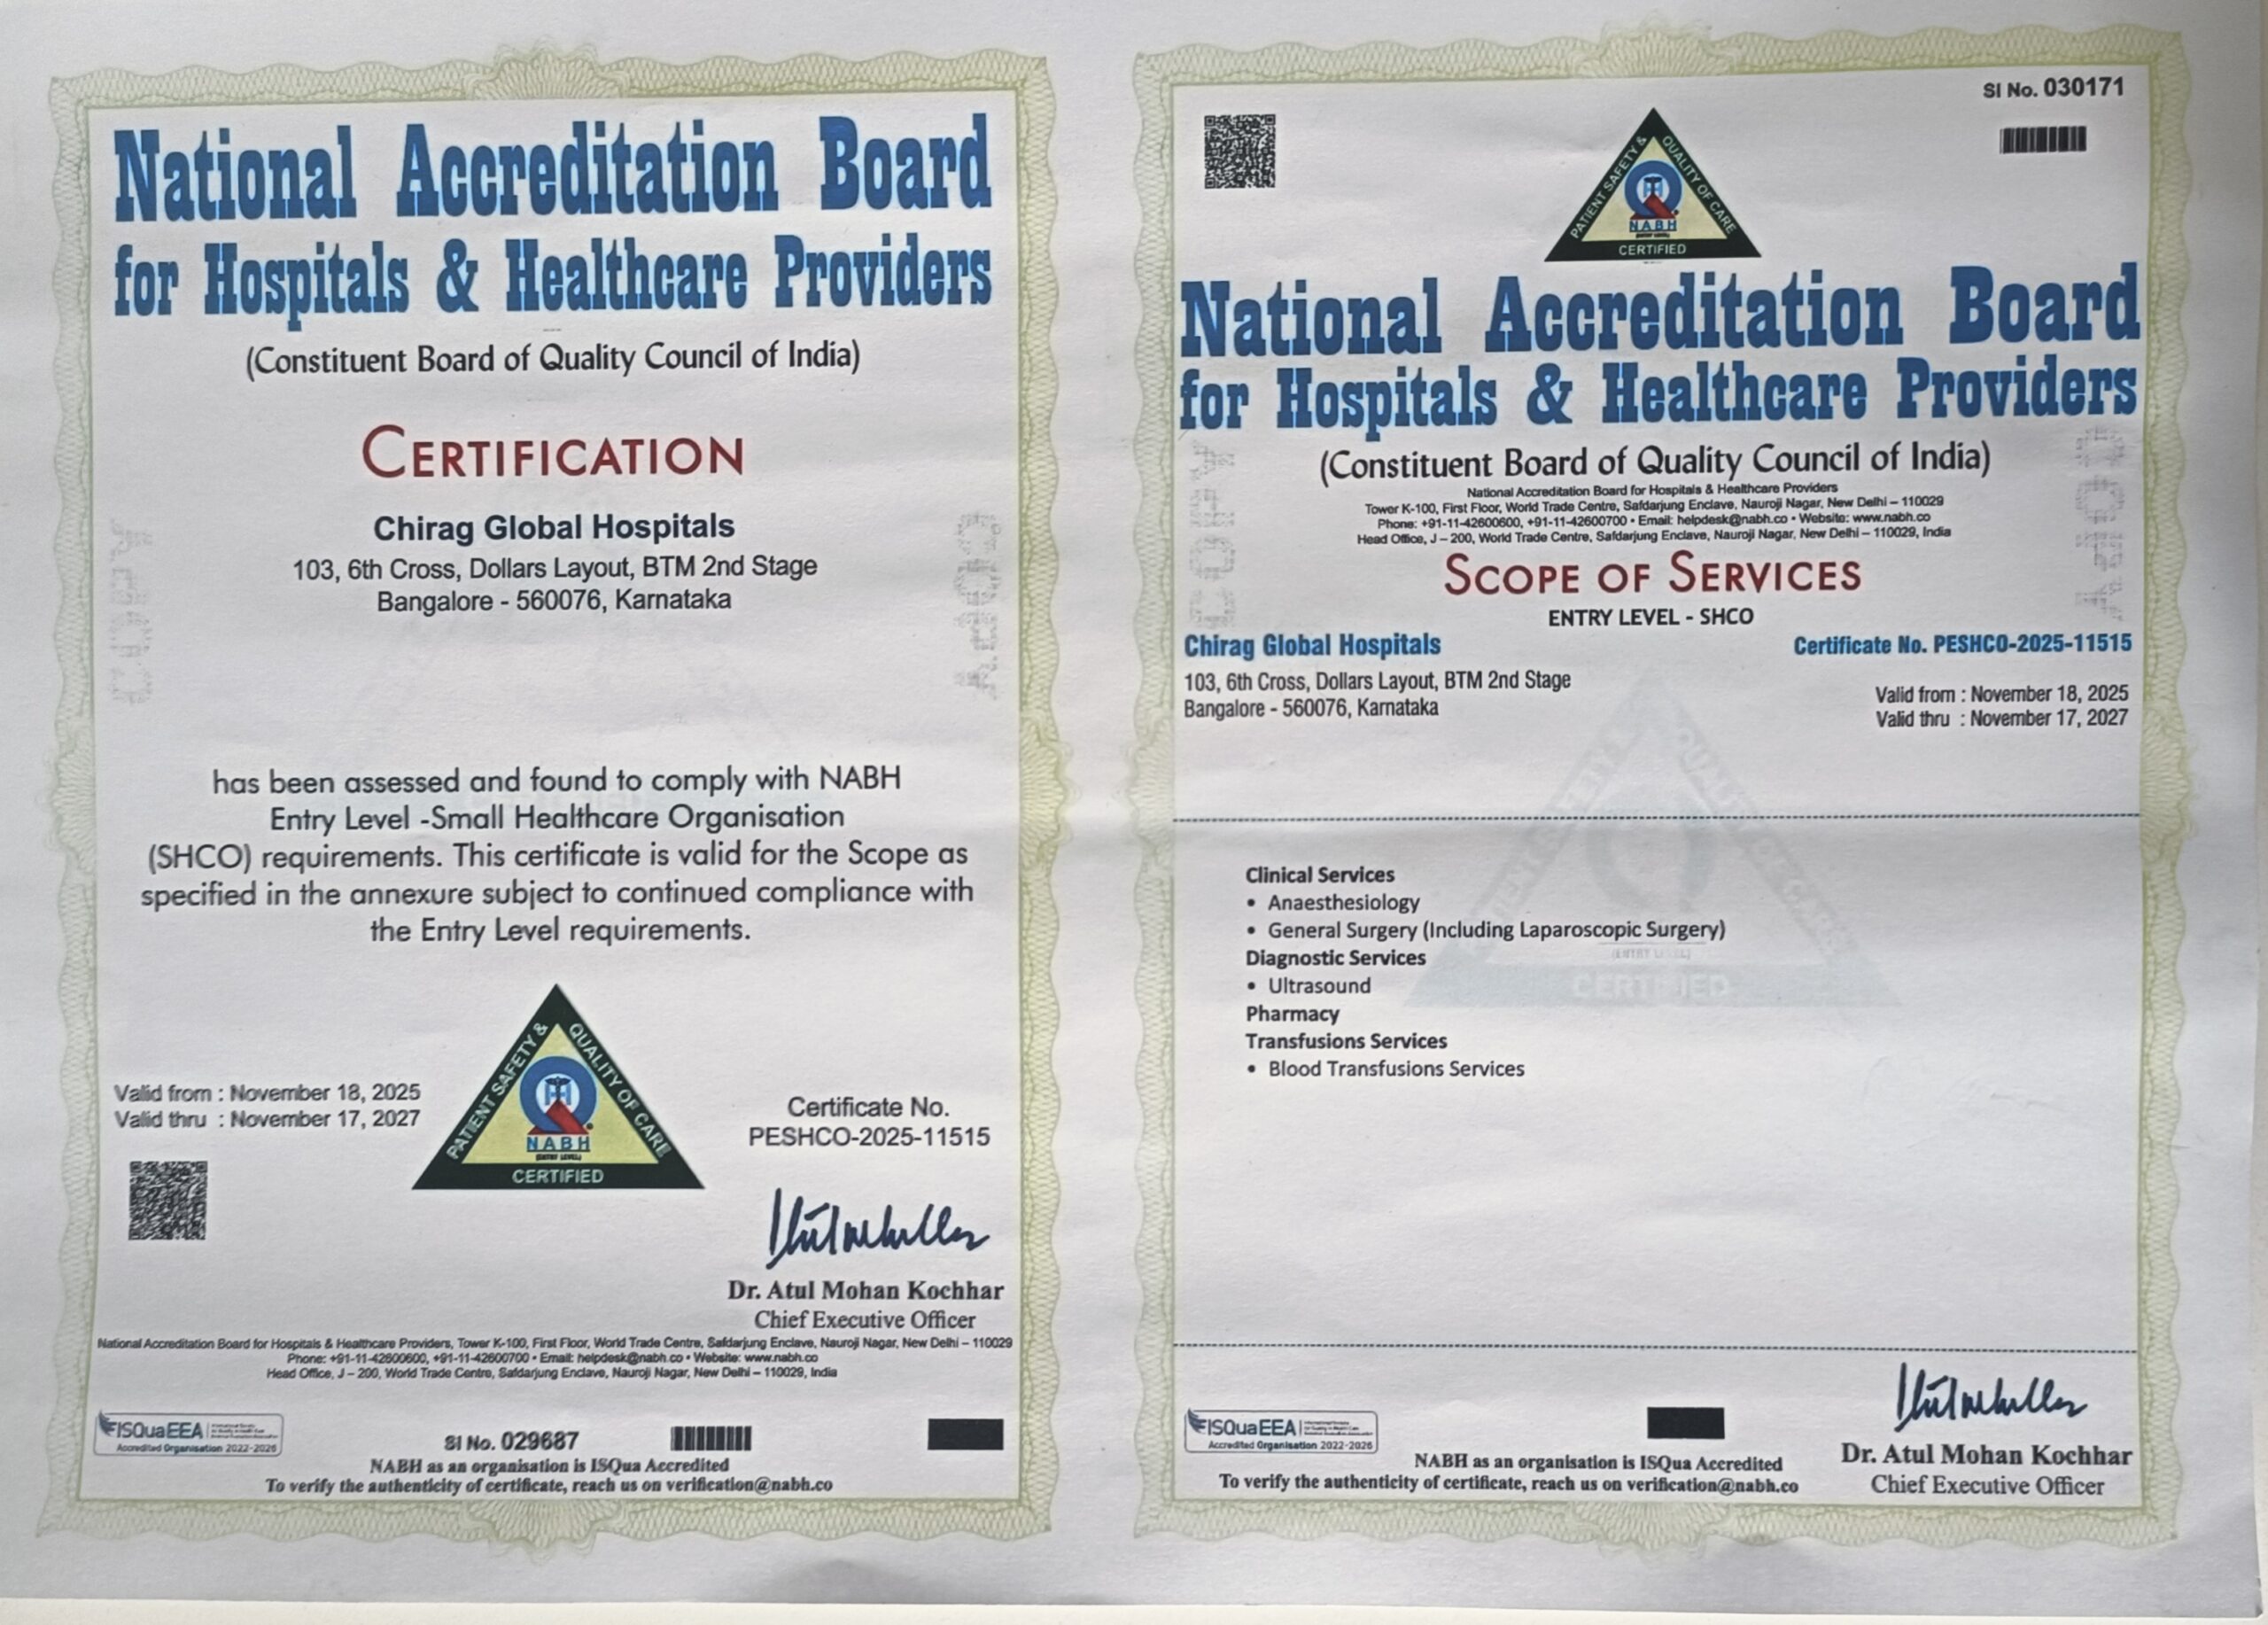 National Accreditation Board
for Hospitals & Healthcare Providers
(Constituent Board of Quality Council of India)
CERTIFICATION
Chirag Global Hospitals
103, 6th Cross, Dollars Layout, BTM 2nd Stage
Bangalore - 560076, Karnataka
has been assessed and found to comply with NABH
Entry Level -Small Healthcare Organisation
(SHCO) requirements. This certificate is valid for the Scope as
specified in the annexure subject to continued compliance with
the Entry Level requirements.
Valid from : November 18, 2025
Valid thru : November 17, 2027
PATIENT SAFETY & QUALITY OF CARE
NABH
(ENTRY LEVEL)
CERTIFIED
Certificate No.
PESHCO-2025-11515
Dr. Atul Mohan Kochhar
Chief Executive Officer
National Accreditation Board for Hospitals & Healthcare Providers, Tower K-100, First Floor, World Trade Centre, Safdarjung Enclave, Nauroji Nagar, New Delhi – 110029
Phone: +91-11-42600600, +91-11-42600700 • Email: helpdesk@nabh.co • Website: www.nabh.co
Head Office, J – 200, World Trade Centre, Safdarjung Enclave, Nauroji Nagar, New Delhi – 110029, India
ISQuaEEA
Accredited Organisation 2022-2026
SI No. 029687
NABH as an organisation is ISQua Accredited
To verify the authenticity of certificate, reach us on verification@nabh.co
SI No. 030171
PATIENT SAFETY & QUALITY OF CARE
NABH
CERTIFIED
National Accreditation Board
for Hospitals & Healthcare Providers
(Constituent Board of Quality Council of India)
National Accreditation Board for Hospitals & Healthcare Providers
Tower K-100, First Floor, World Trade Centre, Safdarjung Enclave, Nauroji Nagar, New Delhi – 110029
Phone: +91-11-42600600, +91-11-42600700 • Email: helpdesk@nabh.co • Website: www.nabh.co
Head Office, J – 200, World Trade Centre, Safdarjung Enclave, Nauroji Nagar, New Delhi – 110029, India
SCOPE OF SERVICES
ENTRY LEVEL - SHCO
Chirag Global Hospitals
Certificate No. PESHCO-2025-11515
103, 6th Cross, Dollars Layout, BTM 2nd Stage
Bangalore - 560076, Karnataka
Valid from : November 18, 2025
Valid thru : November 17, 2027
Clinical Services
• Anaesthesiology
• General Surgery (Including Laparoscopic Surgery)
Diagnostic Services
• Ultrasound
Pharmacy
Transfusions Services
• Blood Transfusions Services
(ENTRY LEVEL)
CERTIFIED
ISQuaEEA
Accredited Organisation 2022-2026
NABH as an organisation is ISQua Accredited
To verify the authenticity of certificate, reach us on verification@nabh.co
Dr. Atul Mohan Kochhar
Chief Executive Officer